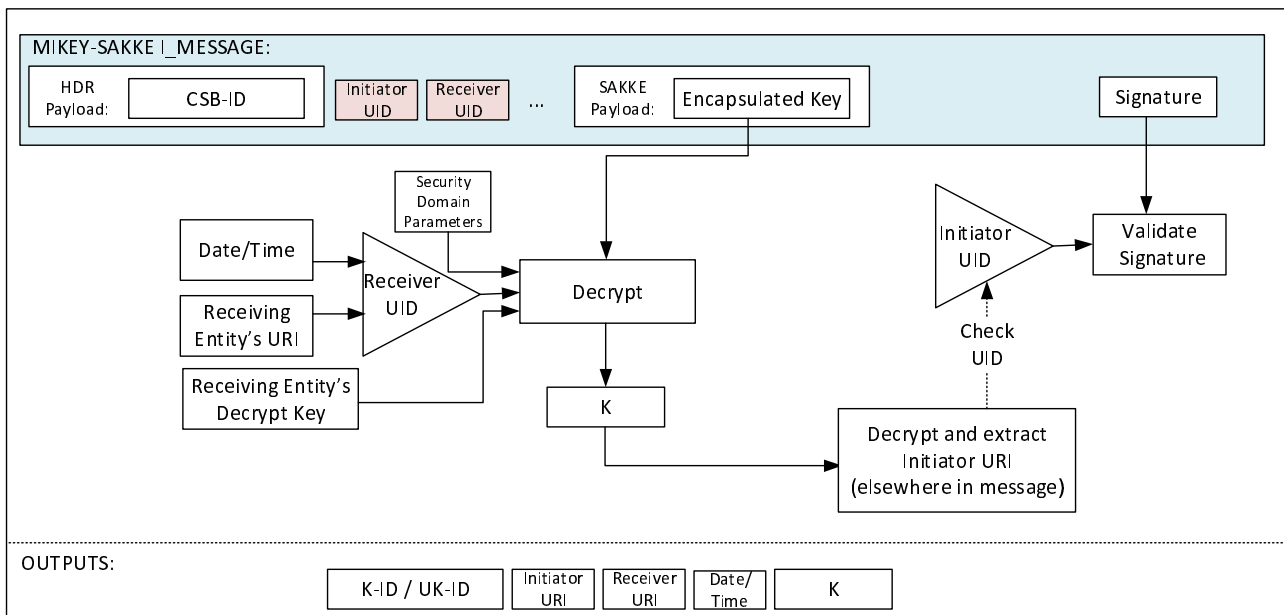 MIKEY-SAKKE I_MESSAGE:
HDR
Payload:
CSB-ID
Initiator
UID
Receiver
UID
...
SAKKE
Payload:
Encapsulated Key
Signature
Security
Domain
Parameters
Date/Time
Receiving
Entity’s URI
Receiver
UID
Receiving Entity’s
Decrypt Key
Decrypt
K
Initiator
UID
Validate
Signature
Check
UID
Decrypt and extract
Initiator URI
(elsewhere in message)
OUTPUTS:
K-ID / UK-ID
Initiator
URI
Receiver
URI
Date/
Time
K